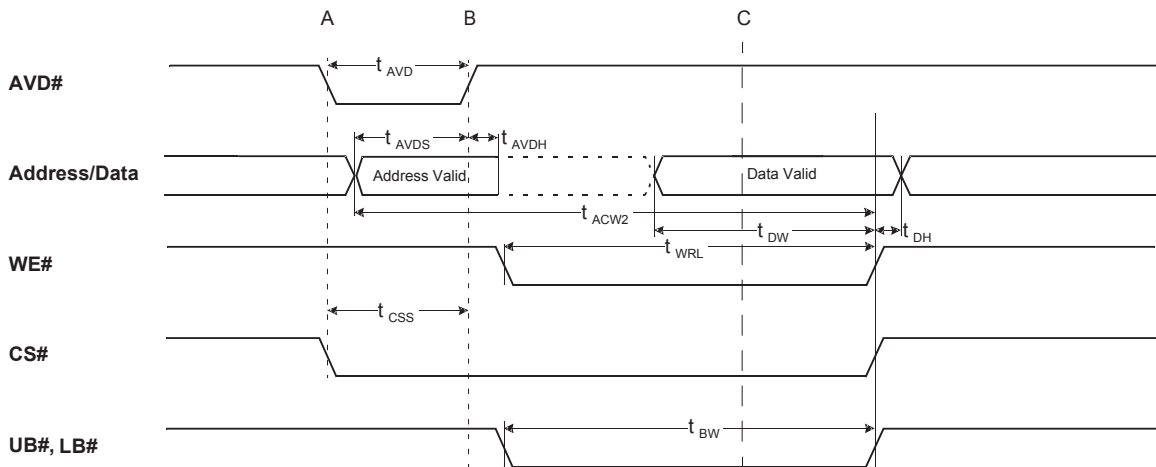 A B C
AVD#
t AVD
t AVDS t AVDH
Address/Data
Address Valid
Data Valid
t ACW2
t DW t DH
WE#
t WRL
t CSS
CS#
UB#, LB#
t BW